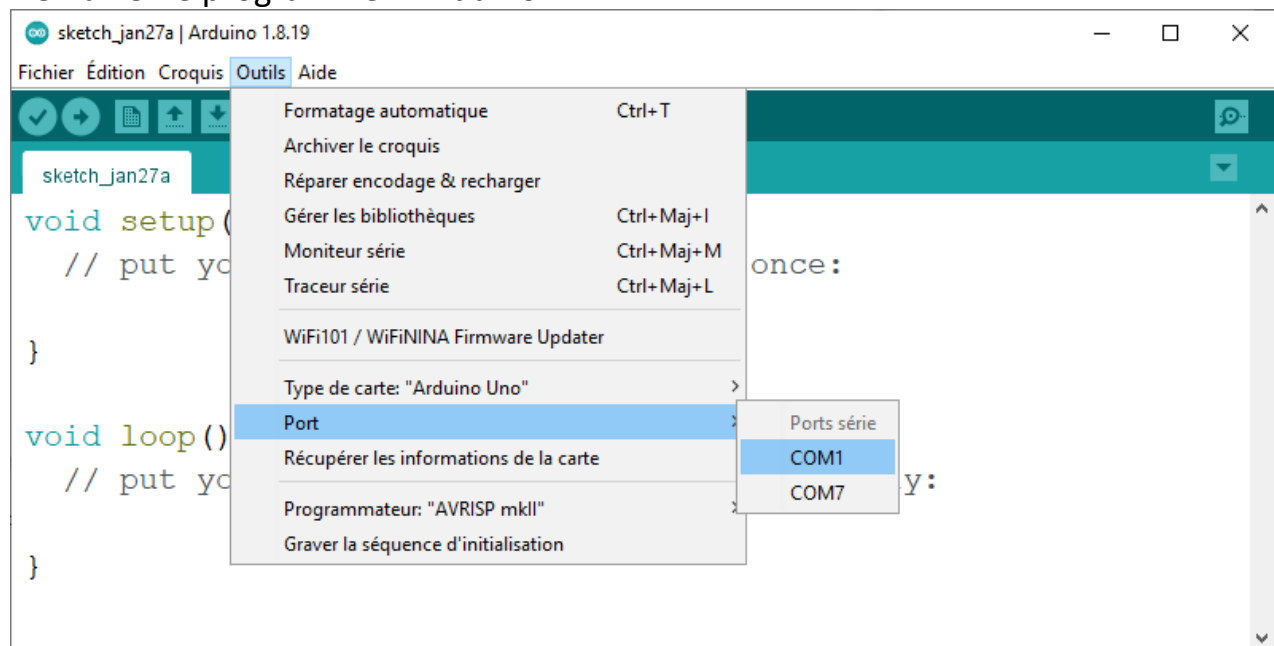 sketch_jan27a | Arduino 1.8.19
Fichier Édition Croquis Outils Aide
sketch_jan27a
Formatage automatique Ctrl+T
Archiver le croquis
Réparer encodage & recharger
Gérer les bibliothèques Ctrl+Maj+I
Moniteur série Ctrl+Maj+M
Traceur série Ctrl+Maj+L
WiFi101 / WiFiNINA Firmware Updater
Type de carte: "Arduino Uno"
Port
Récupérer les informations de la carte
Programmateur: "AVRISP mkII"
Graver la séquence d'initialisation
Ports série
COM1
COM7
void setup(
// put yo once:
}
void loop()
// put yo y:
}